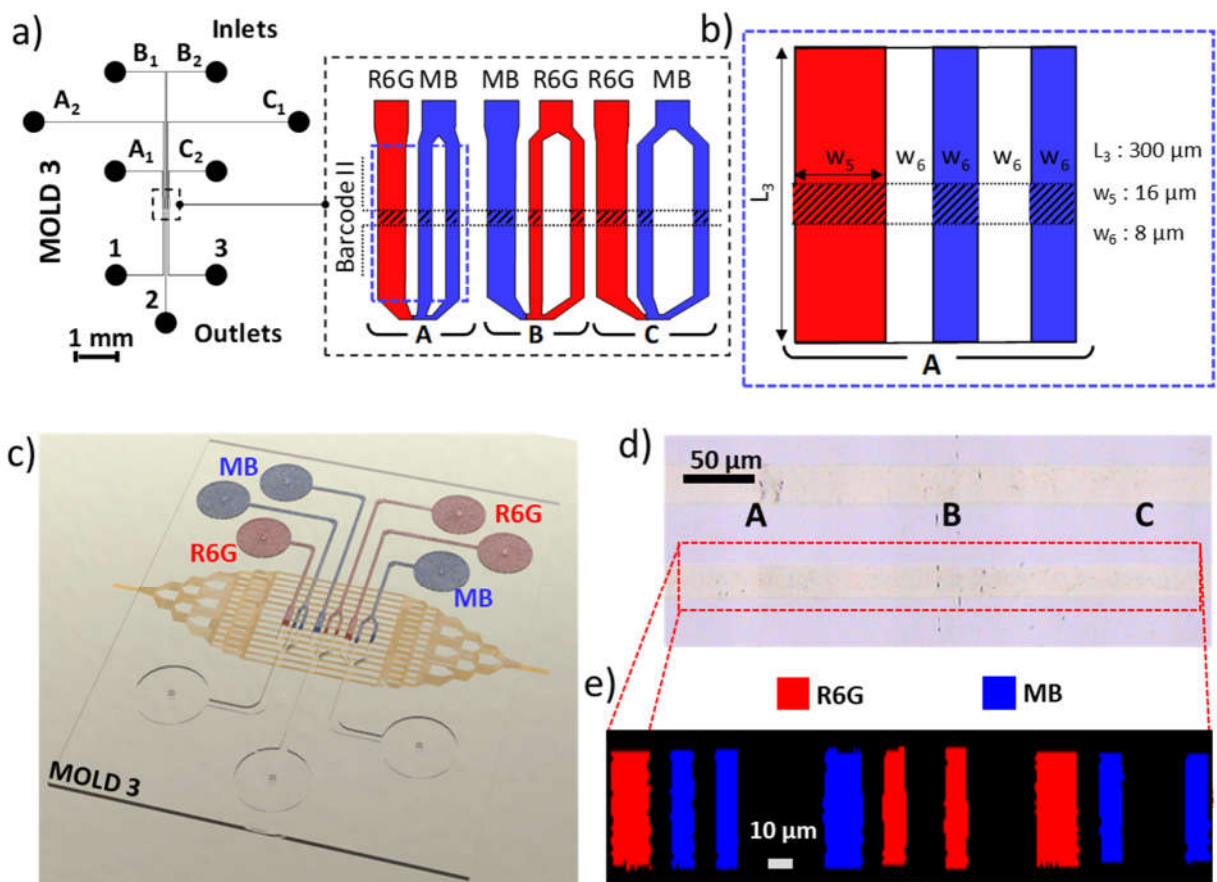 a)
Inlets
B1 B2
A2
C1
A1 C2
MOLD 3
1
3
2
Outlets
1 mm
R6G MB MB R6G R6G MB
Barcode II
A B C
b)
L3
w5 w6 w6 w6 w6
L3 : 300 µm
w5 : 16 µm
w6 : 8 µm
A
c)
MB
R6G
R6G
MB
MOLD 3
d)
50 µm
A B C
e)
R6G MB
10 µm